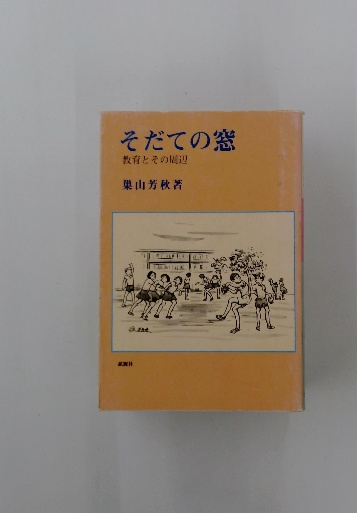 そだての窓
教育とその周辺
巣山芳秋著